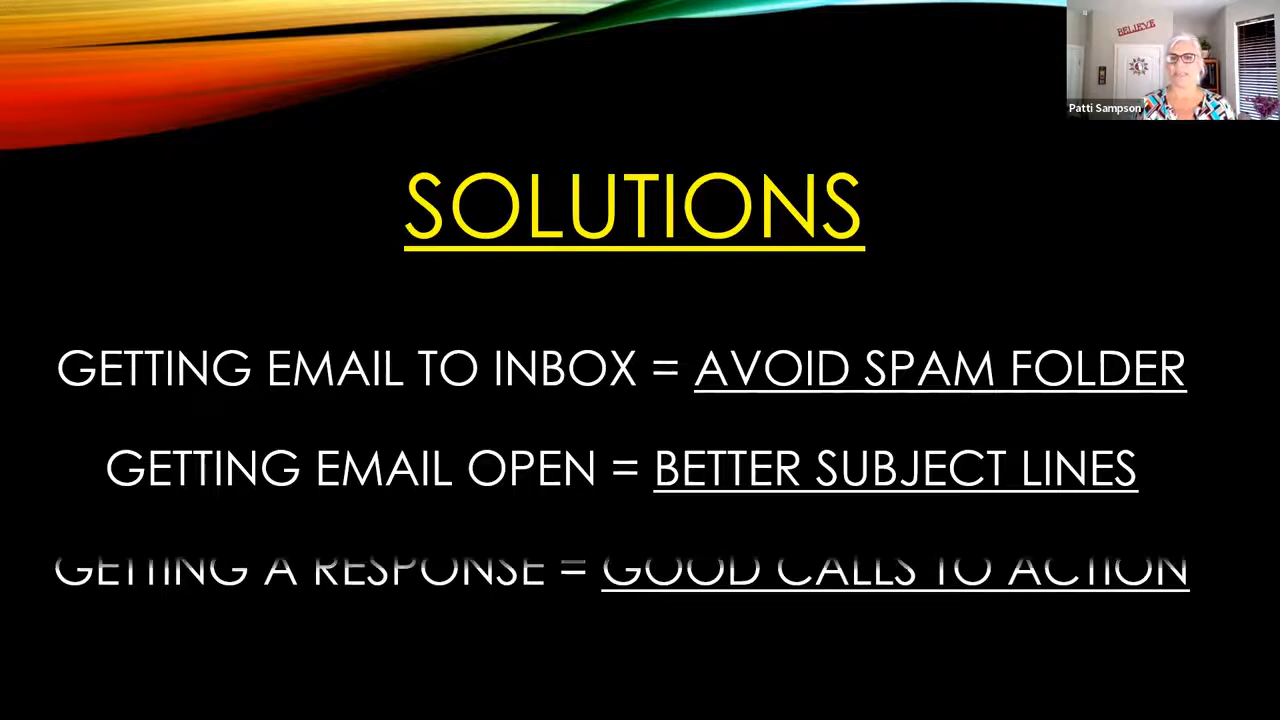 BELIEVE
Patti Sampson
SOLUTIONS
GETTING EMAIL TO INBOX = AVOID SPAM FOLDER
GETTING EMAIL OPEN = BETTER SUBJECT LINES
GETTING A RESPONSE = GOOD CALLS TO ACTION